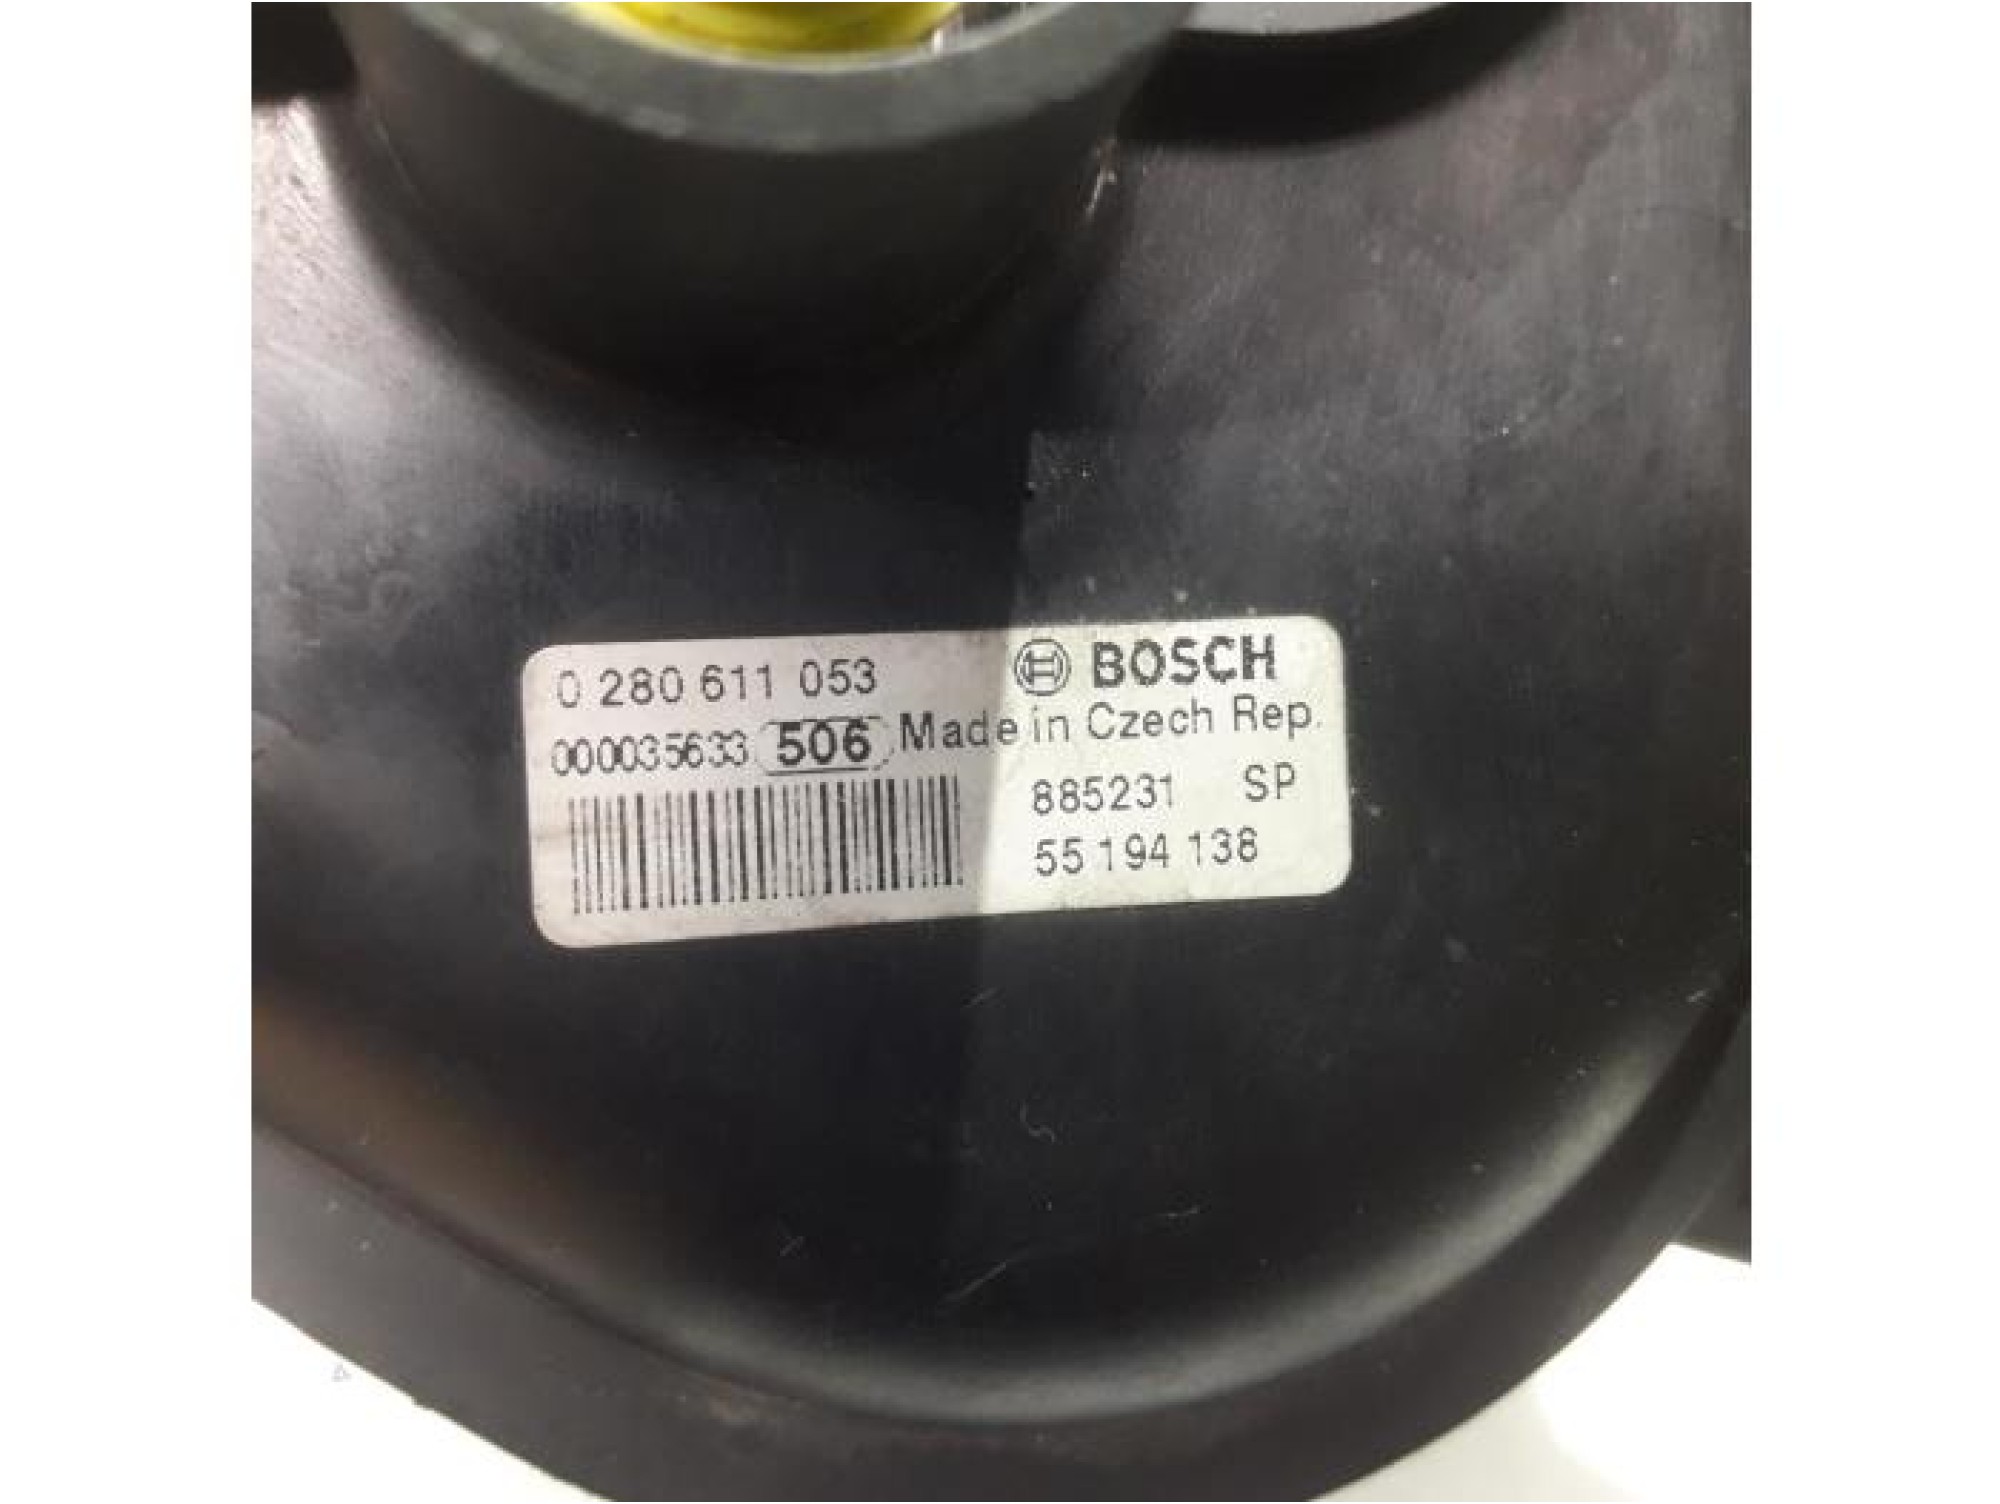 0 280 611 053 BOSCH
000035633 506 Made in Czech Rep.
885231 SP
55 194 138